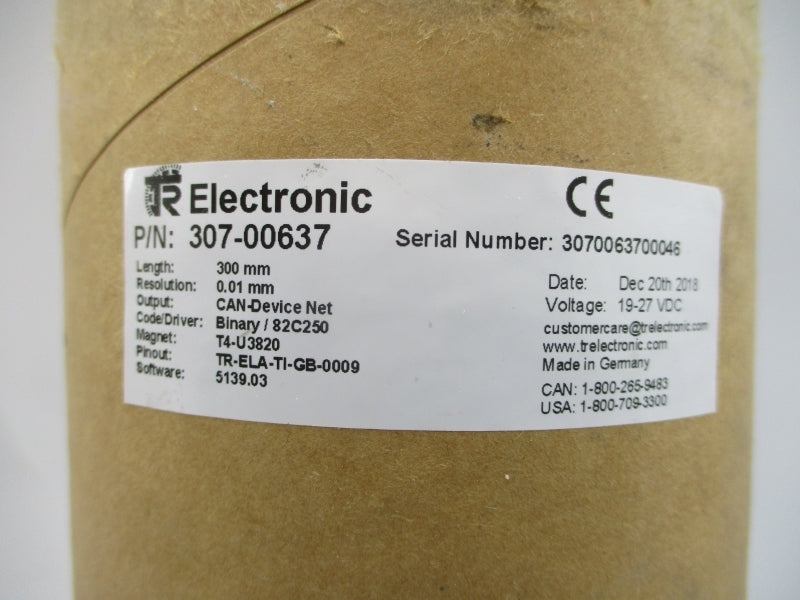 TR Electronic
CE
P/N: 307-00637
Serial Number: 3070063700046
Length: 300 mm
Resolution: 0.01 mm
Output: CAN-Device Net
Code/Driver: Binary / 82C250
Magnet: T4-U3820
Pinout: TR-ELA-TI-GB-0009
Software: 5139.03
Date: Dec 20th 2018
Voltage: 19-27 VDC
customercare@trelectronic.com
www.trelectronic.com
Made in Germany
CAN: 1-800-265-9483
USA: 1-800-709-3300